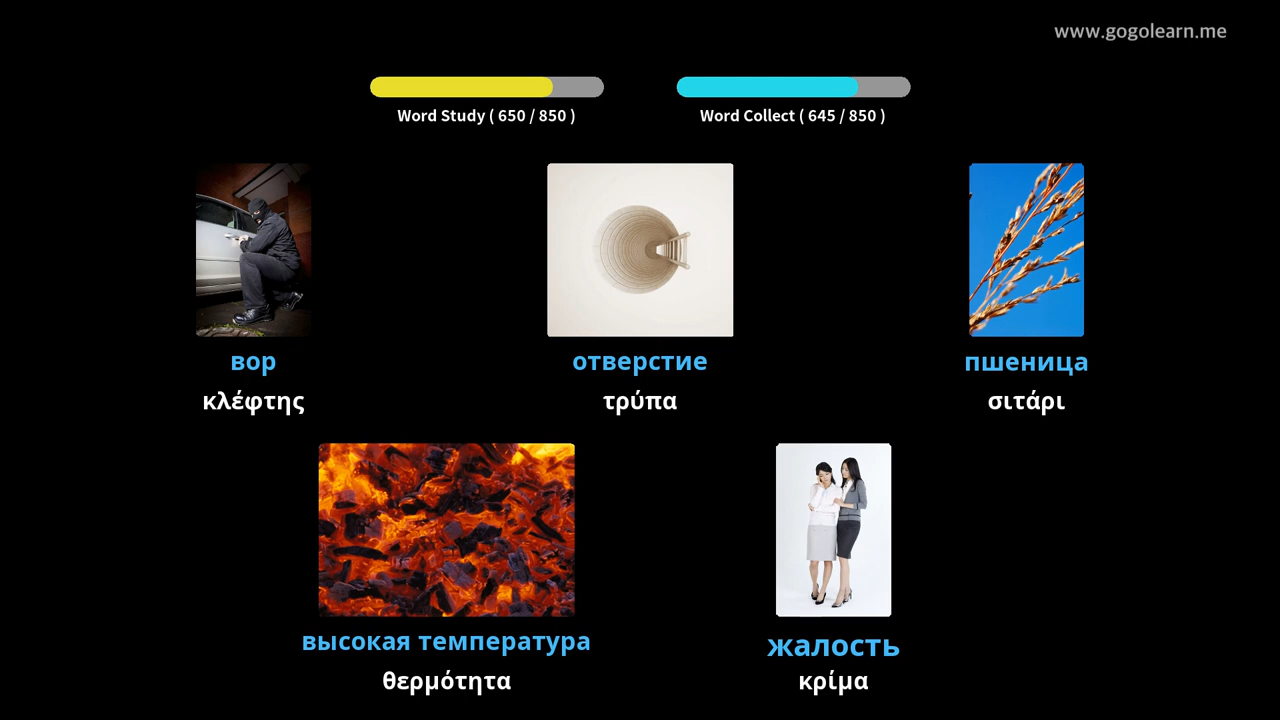 www.gogolearn.me
Word Study ( 650 / 850 )
Word Collect ( 645 / 850 )
вор
κλέφτης
отверстие
τρύπα
пшеница
σιτάρι
высокая температура
θερμότητα
жалость
κρίμα